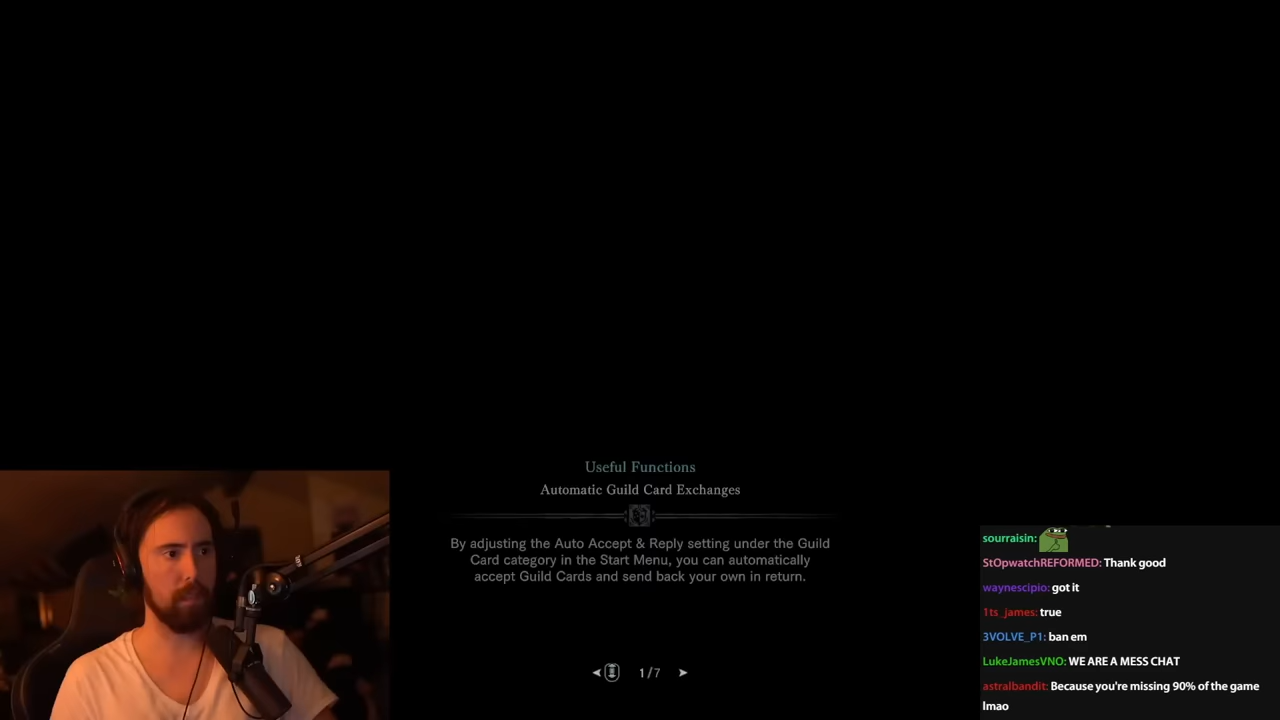 Useful Functions
Automatic Guild Card Exchanges
By adjusting the Auto Accept & Reply setting under the Guild
Card category in the Start Menu, you can automatically
accept Guild Cards and send back your own in return.
1/7
sourraisin:
StOpwatchREFORMED: Thank good
waynescipio: got it
1ts_james: true
3VOLVE_P1: ban em
LukeJamesVNO: WE ARE A MESS CHAT
astralbandit: Because you're missing 90% of the game
lmao